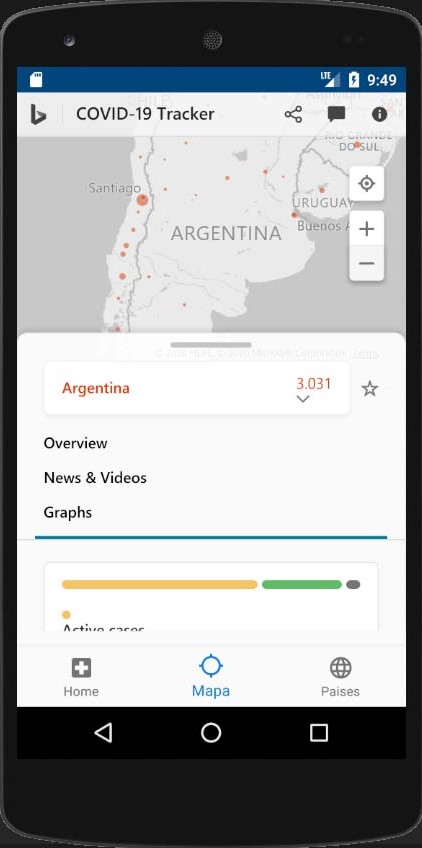 LTE 9:49
COVID-19 Tracker
RIO GRANDE
DO SUL
Santiago
URUGUAY
ARGENTINA
Buenos
© 2020 HERE, © 2020 Microsoft Corporation Terms
Argentina 3.031
Overview
News & Videos
Graphs
Active cases
Home Mapa Paises